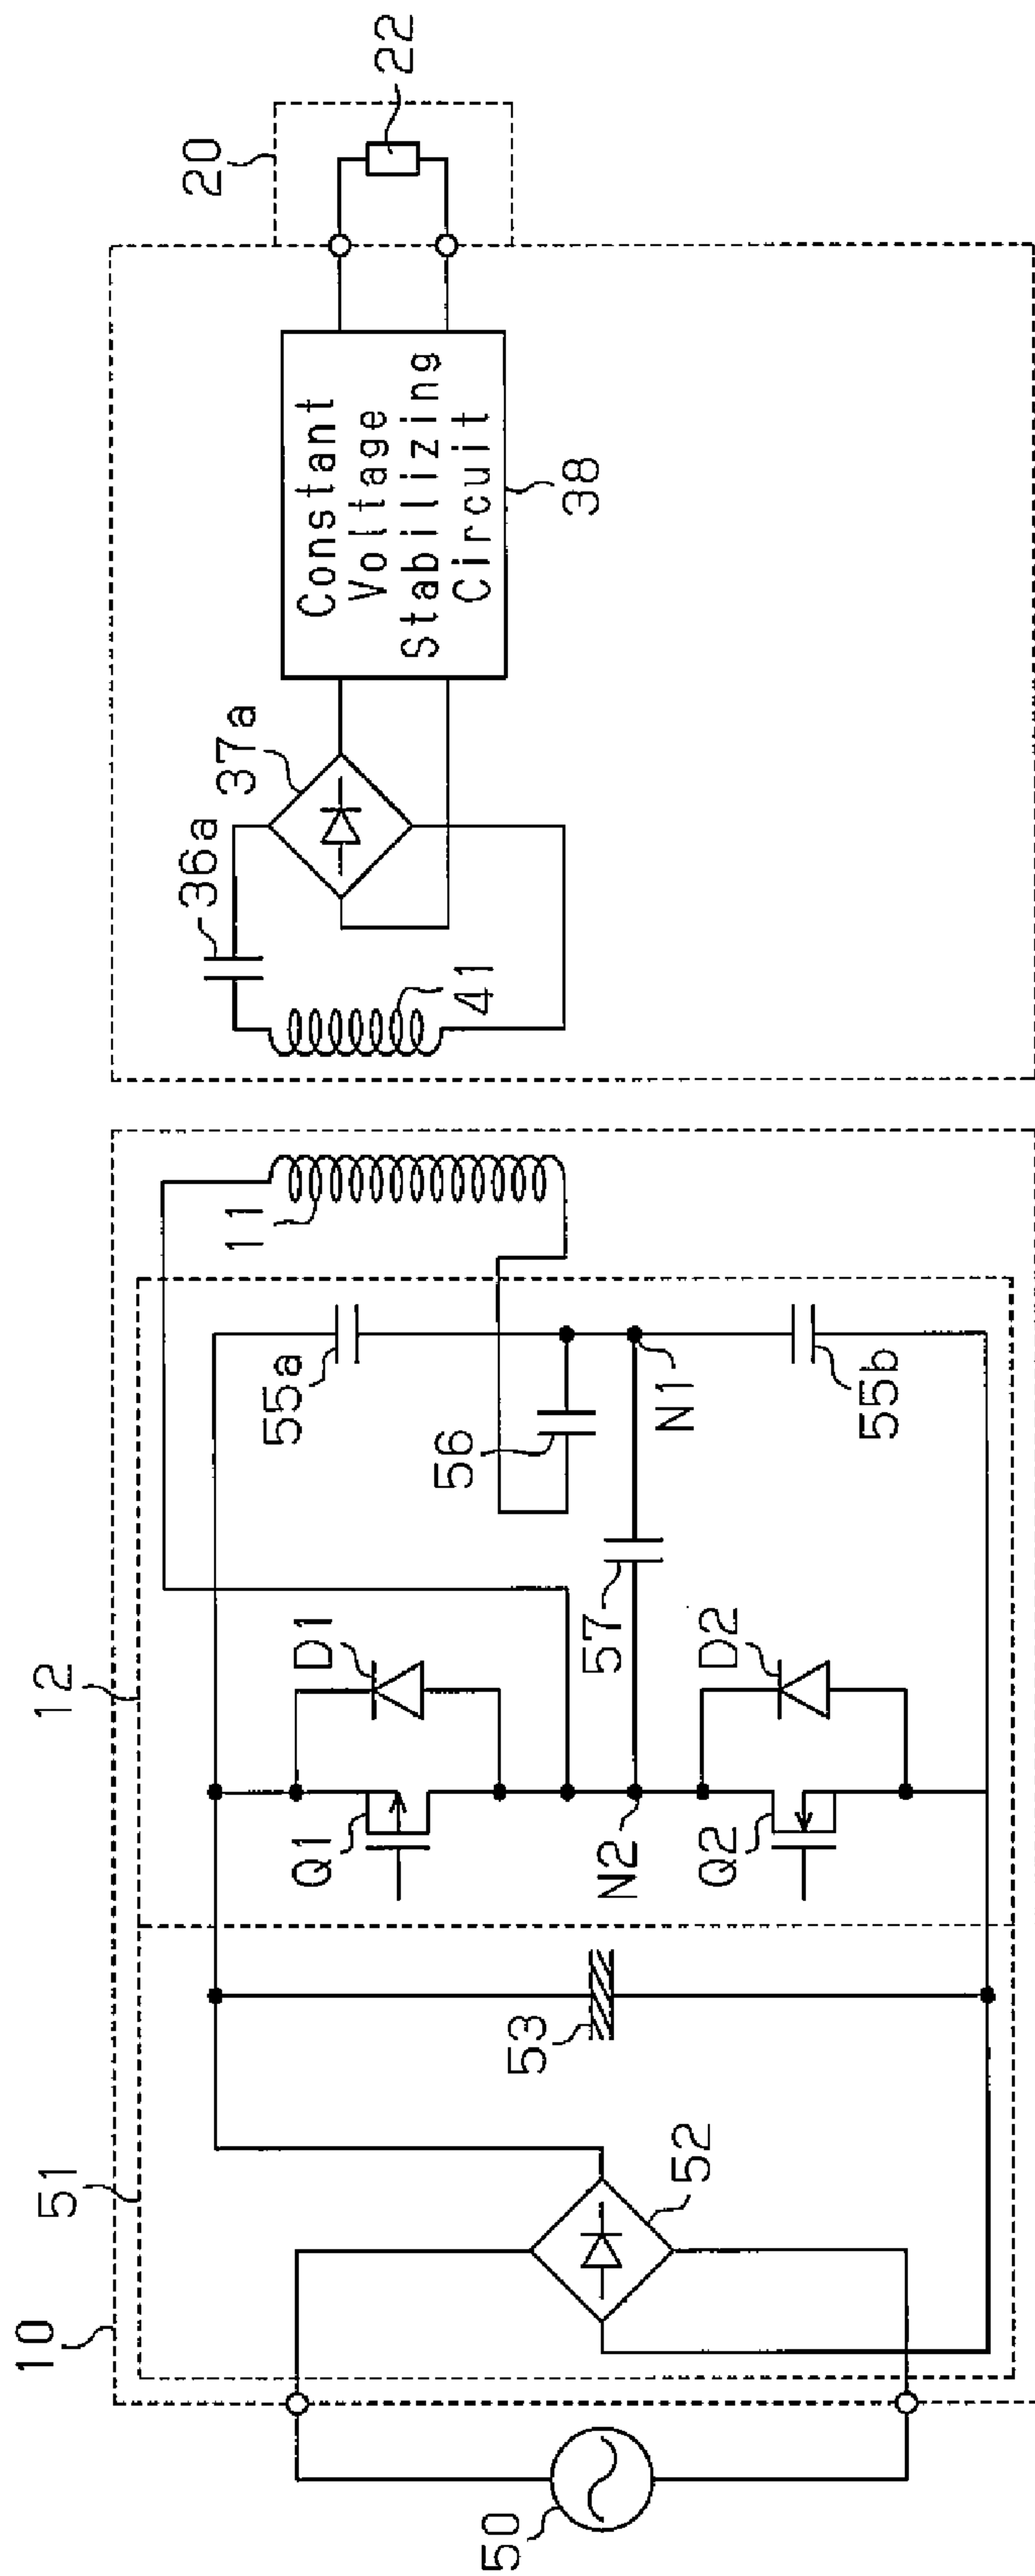 10
51
12
50
52
53
Q1
D1
N2
Q2
D2
57
56
55a
N1
55b
11
41
36a
37a
Constant
Voltage
Stabilizing
Circuit
38
20
22